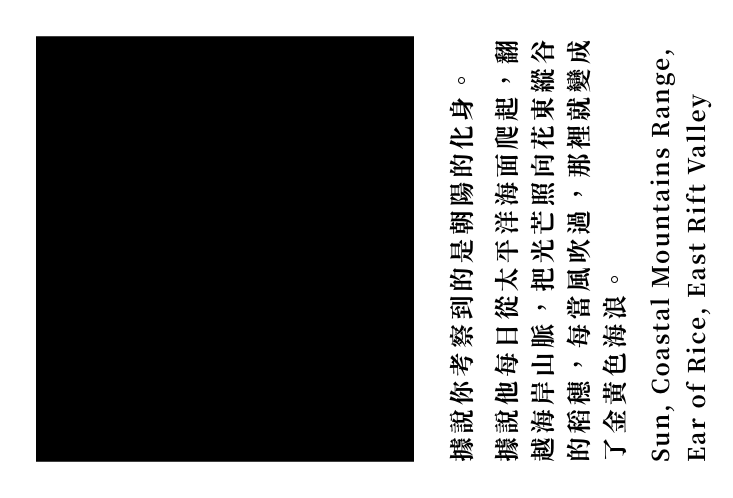 據說你考察到的是朝陽的化身。
據說他每日從太平洋海面爬起，翻
越海岸山脈，把光芒照向花東縱谷
的稻穗，每當風吹過，那裡就變成
了金黃色海浪。
Sun, Coastal Mountains Range,
Ear of Rice, East Rift Valley